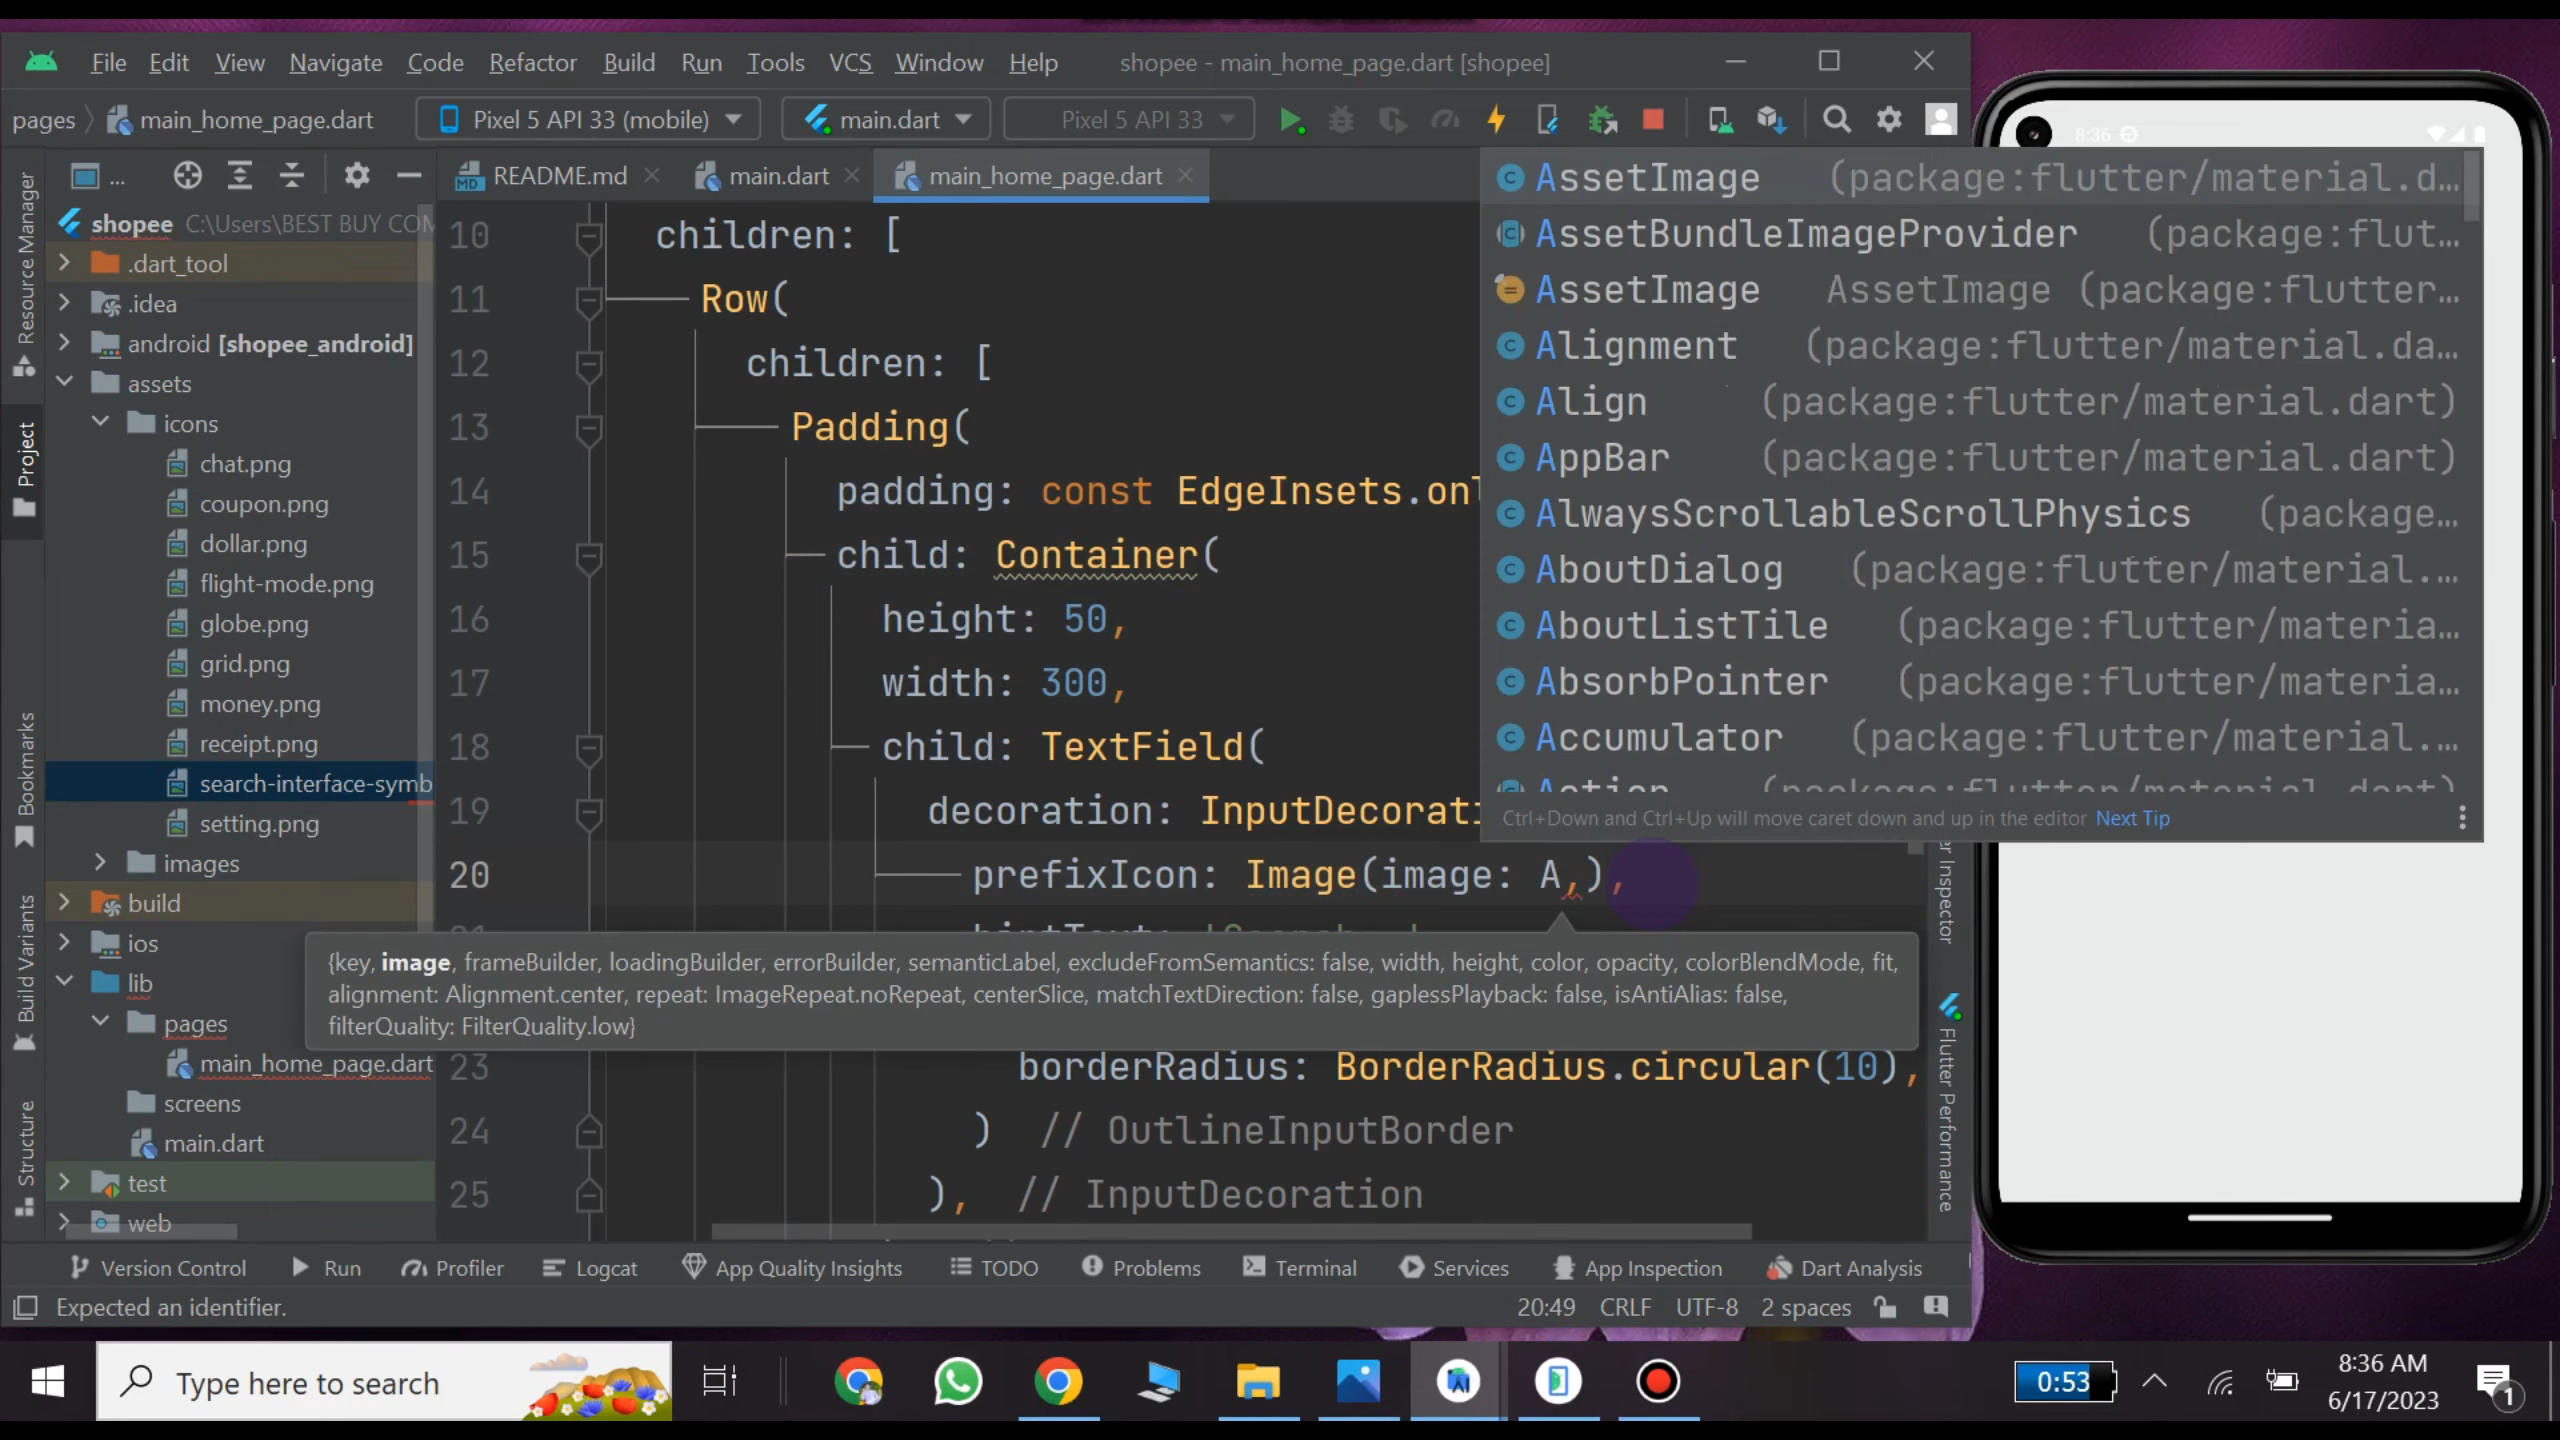 File Edit View Navigate Code Refactor Build Run Tools VCS Window Help shopee - main_home_page.dart [shopee]
pages main_home_page.dart Pixel 5 API 33 (mobile) main.dart Pixel 5 API 33
8:36
... README.md main.dart main_home_page.dart
Resource Manager
Project
Bookmarks
Build Variants
Structure
shopee C:\Users\BEST BUY COM
.dart_tool
.idea
android [shopee_android]
assets
icons
chat.png
coupon.png
dollar.png
flight-mode.png
globe.png
grid.png
money.png
receipt.png
search-interface-symb
setting.png
images
build
ios
lib
pages
main_home_page.dart
screens
main.dart
test
web
10 children: [
11 Row(
12 children: [
13 Padding(
14 padding: const EdgeInsets.onl
15 child: Container(
16 height: 50,
17 width: 300,
18 child: TextField(
19 decoration: InputDecorati
20 prefixIcon: Image(image: A,),
{key, image, frameBuilder, loadingBuilder, errorBuilder, semanticLabel, excludeFromSemantics: false, width, height, color, opacity, colorBlendMode, fit,
alignment: Alignment.center, repeat: ImageRepeat.noRepeat, centerSlice, matchTextDirection: false, gaplessPlayback: false, isAntiAlias: false,
filterQuality: FilterQuality.low}
23 borderRadius: BorderRadius.circular(10),
24 ) // OutlineInputBorder
25 ), // InputDecoration
AssetImage (package:flutter/material.d...
AssetBundleImageProvider (package:flut...
AssetImage AssetImage (package:flutter...
Alignment (package:flutter/material.da...
Align (package:flutter/material.dart)
AppBar (package:flutter/material.dart)
AlwaysScrollableScrollPhysics (package...
AboutDialog (package:flutter/material....
AboutListTile (package:flutter/materia...
AbsorbPointer (package:flutter/materia...
Accumulator (package:flutter/material....
Action (package:flutter/material.dart)
Ctrl+Down and Ctrl+Up will move caret down and up in the editor Next Tip
er Inspector
Flutter Performance
Version Control Run Profiler Logcat App Quality Insights TODO Problems Terminal Services App Inspection Dart Analysis
Expected an identifier. 20:49 CRLF UTF-8 2 spaces
Type here to search
0:53
8:36 AM
6/17/2023
1